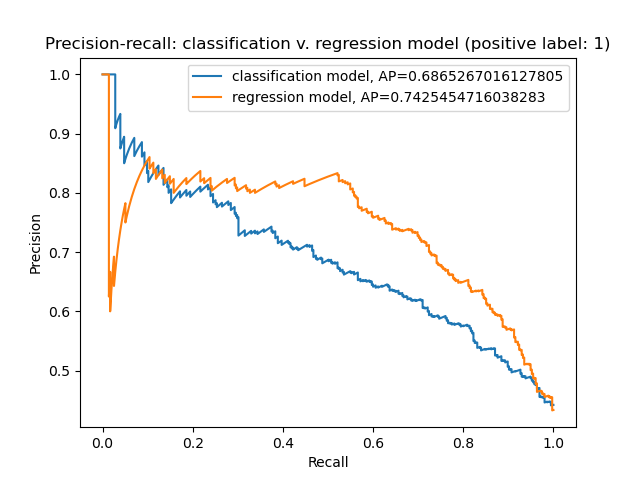 Precision-recall: classification v. regression model (positive label: 1)
classification model, AP=0.6865267016127805
regression model, AP=0.7425454716038283
1.0
0.9
0.8
0.7
0.6
0.5
Precision
0.0 0.2 0.4 0.6 0.8 1.0
Recall